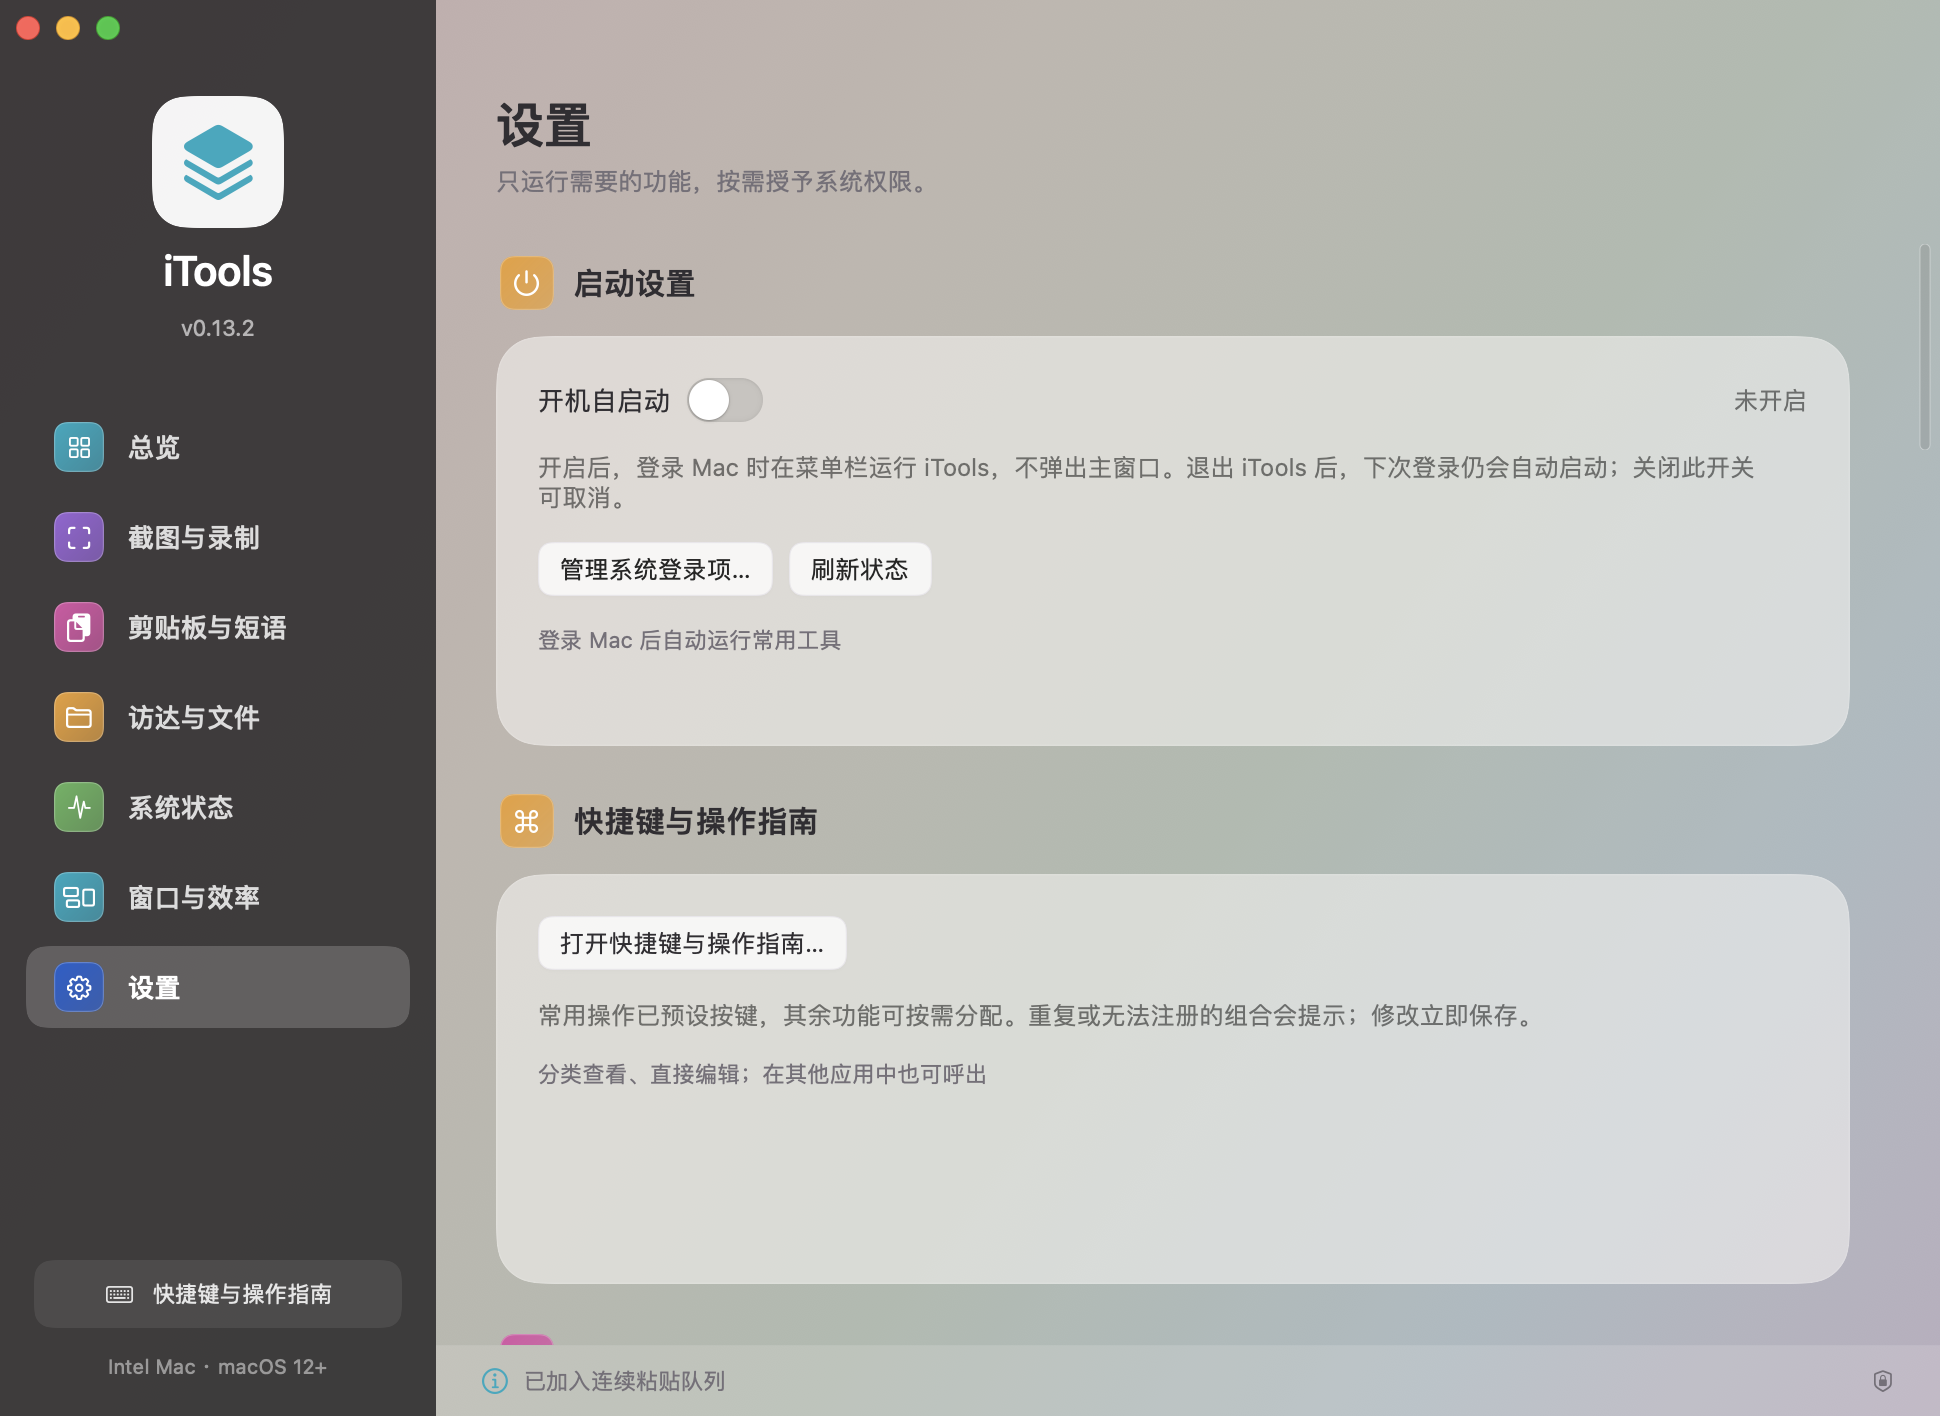 iTools
v0.13.2
总览
截图与录制
剪贴板与短语
访达与文件
系统状态
窗口与效率
设置
快捷键与操作指南
Intel Mac · macOS 12+
设置
只运行需要的功能，按需授予系统权限。
启动设置
开机自启动
未开启
开启后，登录 Mac 时在菜单栏运行 iTools，不弹出主窗口。退出 iTools 后，下次登录仍会自动启动；关闭此开关
可取消。
管理系统登录项...
刷新状态
登录 Mac 后自动运行常用工具
快捷键与操作指南
打开快捷键与操作指南...
常用操作已预设按键，其余功能可按需分配。重复或无法注册的组合会提示；修改立即保存。
分类查看、直接编辑；在其他应用中也可呼出
已加入连续粘贴队列